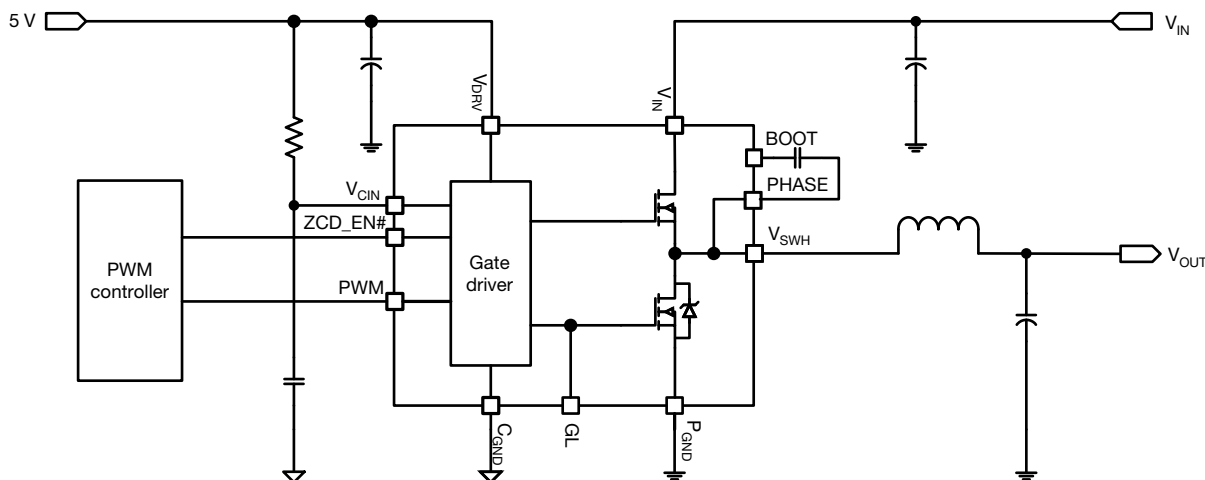 5 V
V_IN
V_DRV
V_IN
BOOT
PHASE
V_CIN
ZCD_EN#
V_SWH
PWM controller
Gate driver
V_OUT
PWM
C_GND
GL
P_GND